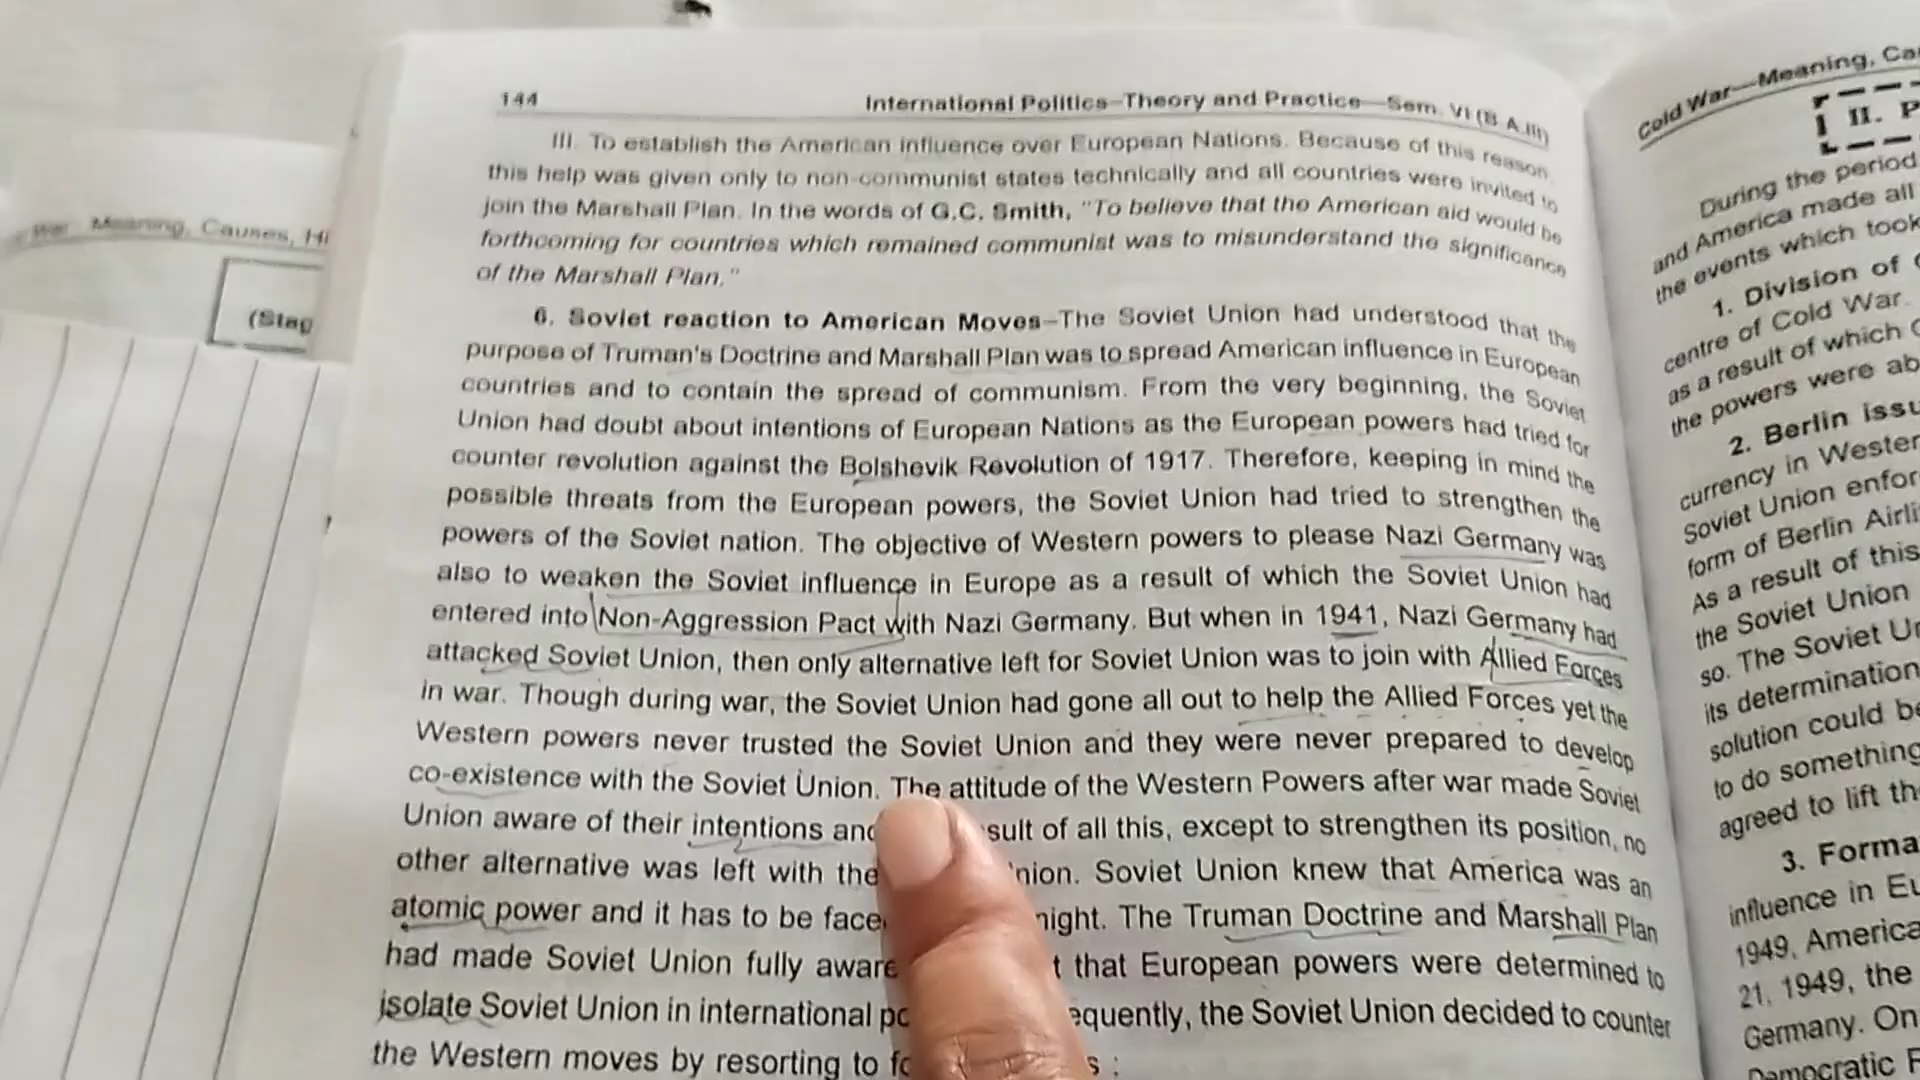 144
International Politics–Theory and Practice—Sem. VI (B.A.III)
III. To establish the American influence over European Nations. Because of this reason,
this help was given only to non-communist states technically and all countries were invited to
join the Marshall Plan. In the words of G.C. Smith, "To believe that the American aid would be
forthcoming for countries which remained communist was to misunderstand the significance
of the Marshall Plan."
6. Soviet reaction to American Moves–The Soviet Union had understood that the
purpose of Truman's Doctrine and Marshall Plan was to spread American influence in European
countries and to contain the spread of communism. From the very beginning, the Soviet
Union had doubt about intentions of European Nations as the European powers had tried for
counter revolution against the Bolshevik Revolution of 1917. Therefore, keeping in mind the
possible threats from the European powers, the Soviet Union had tried to strengthen the
powers of the Soviet nation. The objective of Western powers to please Nazi Germany was
also to weaken the Soviet influence in Europe as a result of which the Soviet Union had
entered into Non-Aggression Pact with Nazi Germany. But when in 1941, Nazi Germany had
attacked Soviet Union, then only alternative left for Soviet Union was to join with Allied Forces
in war. Though during war, the Soviet Union had gone all out to help the Allied Forces yet the
Western powers never trusted the Soviet Union and they were never prepared to develop
co-existence with the Soviet Union. The attitude of the Western Powers after war made Soviet
Union aware of their intentions and sult of all this, except to strengthen its position, no
other alternative was left with the nion. Soviet Union knew that America was an
atomic power and it has to be face night. The Truman Doctrine and Marshall Plan
had made Soviet Union fully aware t that European powers were determined to
isolate Soviet Union in international po equently, the Soviet Union decided to counter
the Western moves by resorting to fo s :
War Meaning, Causes, Hi
(Stag
Cold War—Meaning, Cau
II. P
During the period
and America made all
the events which took
1. Division of
centre of Cold War.
as a result of which
the powers were ab
2. Berlin issu
currency in Wester
Soviet Union enfor
form of Berlin Airli
As a result of this
the Soviet Union
so. The Soviet Un
its determination
solution could be
to do something
agreed to lift the
3. Forma
influence in Eu
1949, America
21, 1949, the
Germany. On
Democratic F